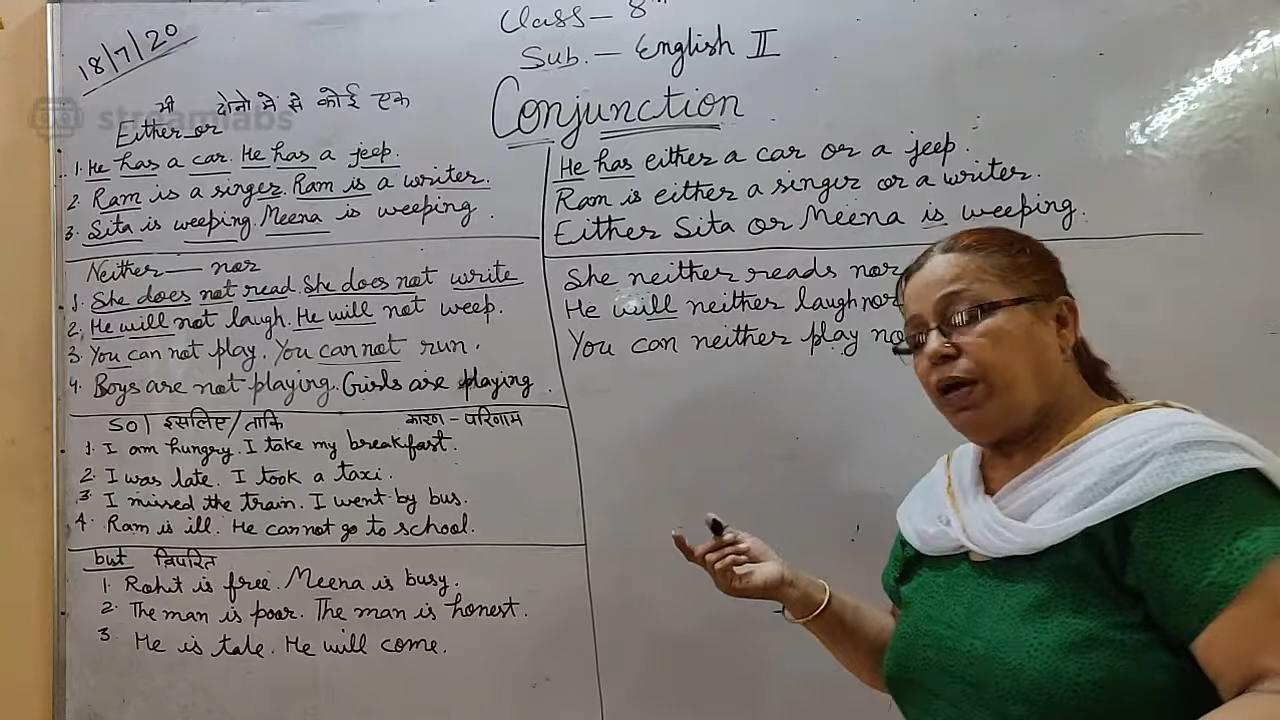 18/7/20
Class - 8th
Sub. - English II
Conjunction
streamlabs
भी दोनो में से कोई एक
Either or
1. He has a car. He has a jeep.
2. Ram is a singer. Ram is a writer.
3. Sita is weeping. Meena is weeping.
He has either a car or a jeep.
Ram is either a singer or a writer.
Either Sita or Meena is weeping.
Neither — nor
1. She does not read. She does not write
2. He will not laugh. He will not weep.
3. You can not play. You can not run.
4. Boys are not playing. Girls are playing.
She neither reads nor
He will neither laugh nor
You can neither play no
so| इसलिए/ताकि कारण - परिणाम
1. I am hungry. I take my breakfast.
2. I was late. I took a taxi.
3. I missed the train. I went by bus.
4. Ram is ill. He cannot go to school.
but विपरित
1. Rohit is free. Meena is busy.
2. The man is poor. The man is honest.
3 He is tale. He will come.